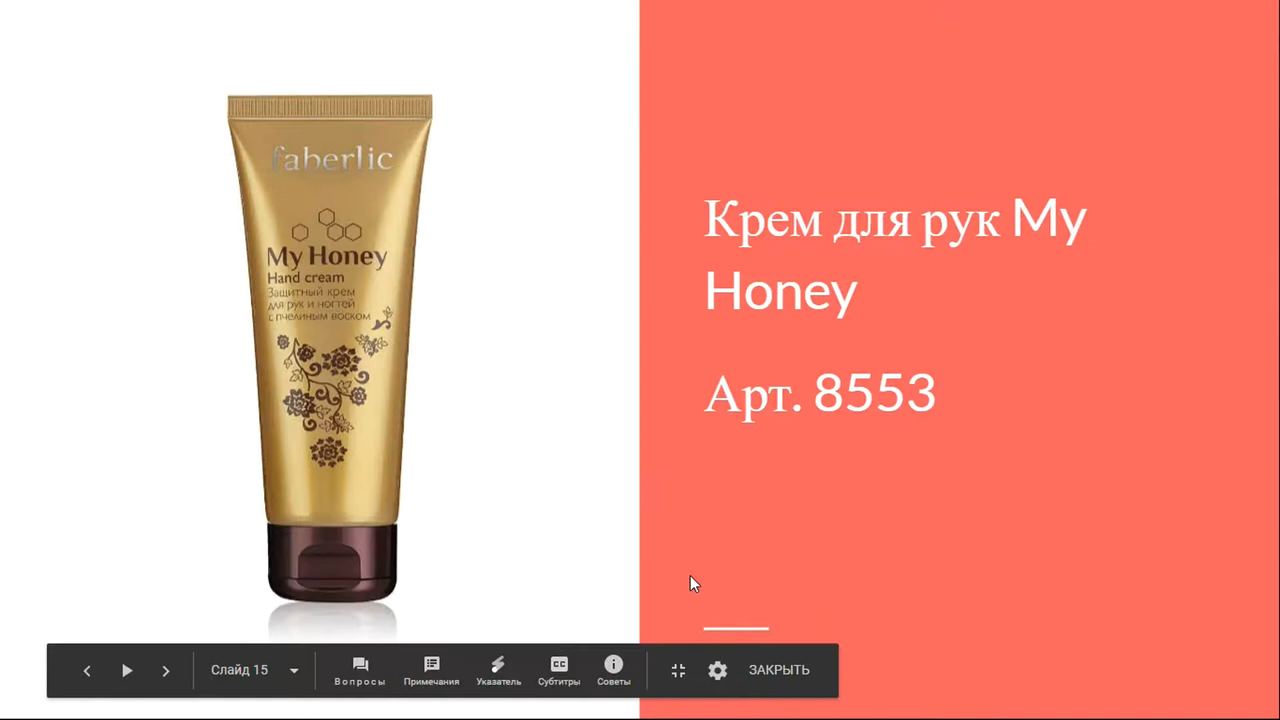 faberlic
My Honey
Hand cream
Защитный крем
для рук и ногтей
с пчелиным воском
Крем для рук My
Honey
Арт. 8553
Слайд 15
Вопросы
Примечания
Указатель
CC
Субтитры
Советы
ЗАКРЫТЬ